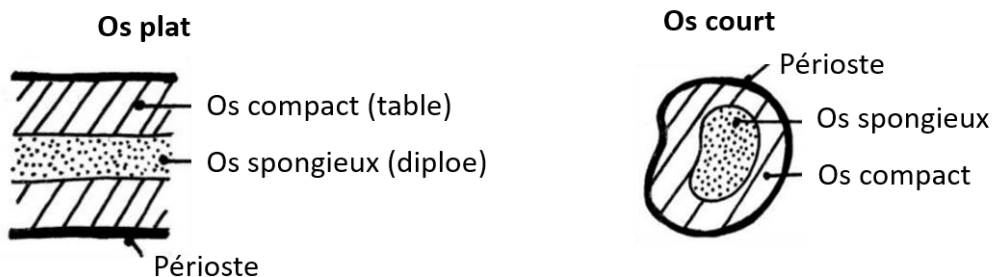 Os plat
Os compact (table)
Os spongieux (diploe)
Périoste
Os court
Périoste
Os spongieux
Os compact